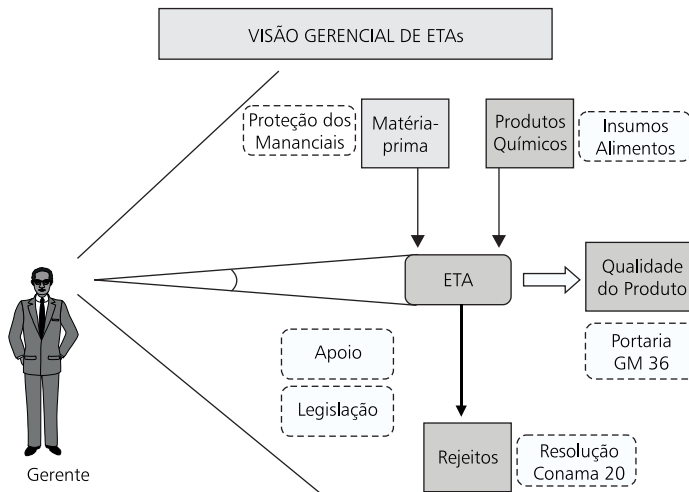 VISÃO GERENCIAL DE ETAs
Proteção dos
Mananciais
Matéria-
prima
Produtos
Químicos
Insumos
Alimentos
ETA
Qualidade
do Produto
Portaria
GM 36
Apoio
Legislação
Rejeitos
Resolução
Conama 20
Gerente